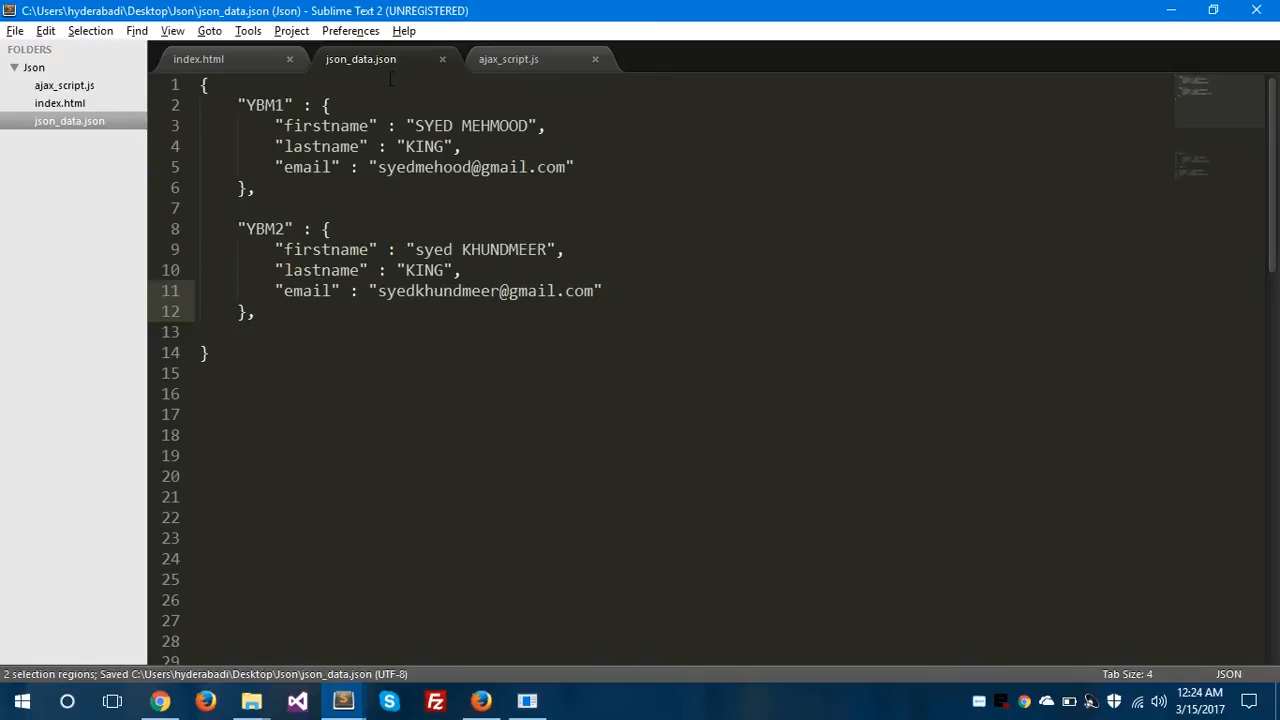 C:\Users\hyderabadi\Desktop\Json\json_data.json (Json) - Sublime Text 2 (UNREGISTERED)
File Edit Selection Find View Goto Tools Project Preferences Help
FOLDERS
Json
ajax_script.js
index.html
json_data.json
index.html
json_data.json
ajax_script.js
1 {
2 "YBM1" : {
3 "firstname" : "SYED MEHMOOD",
4 "lastname" : "KING",
5 "email" : "syedmehood@gmail.com"
6 },
7
8 "YBM2" : {
9 "firstname" : "syed KHUNDMEER",
10 "lastname" : "KING",
11 "email" : "syedkhundmeer@gmail.com"
12 },
13
14 }
15
16
17
18
19
20
21
22
23
24
25
26
27
28
29
2 selection regions; Saved C:\Users\hyderabadi\Desktop\Json\json_data.json (UTF-8)
Tab Size: 4
JSON
12:24 AM
3/15/2017